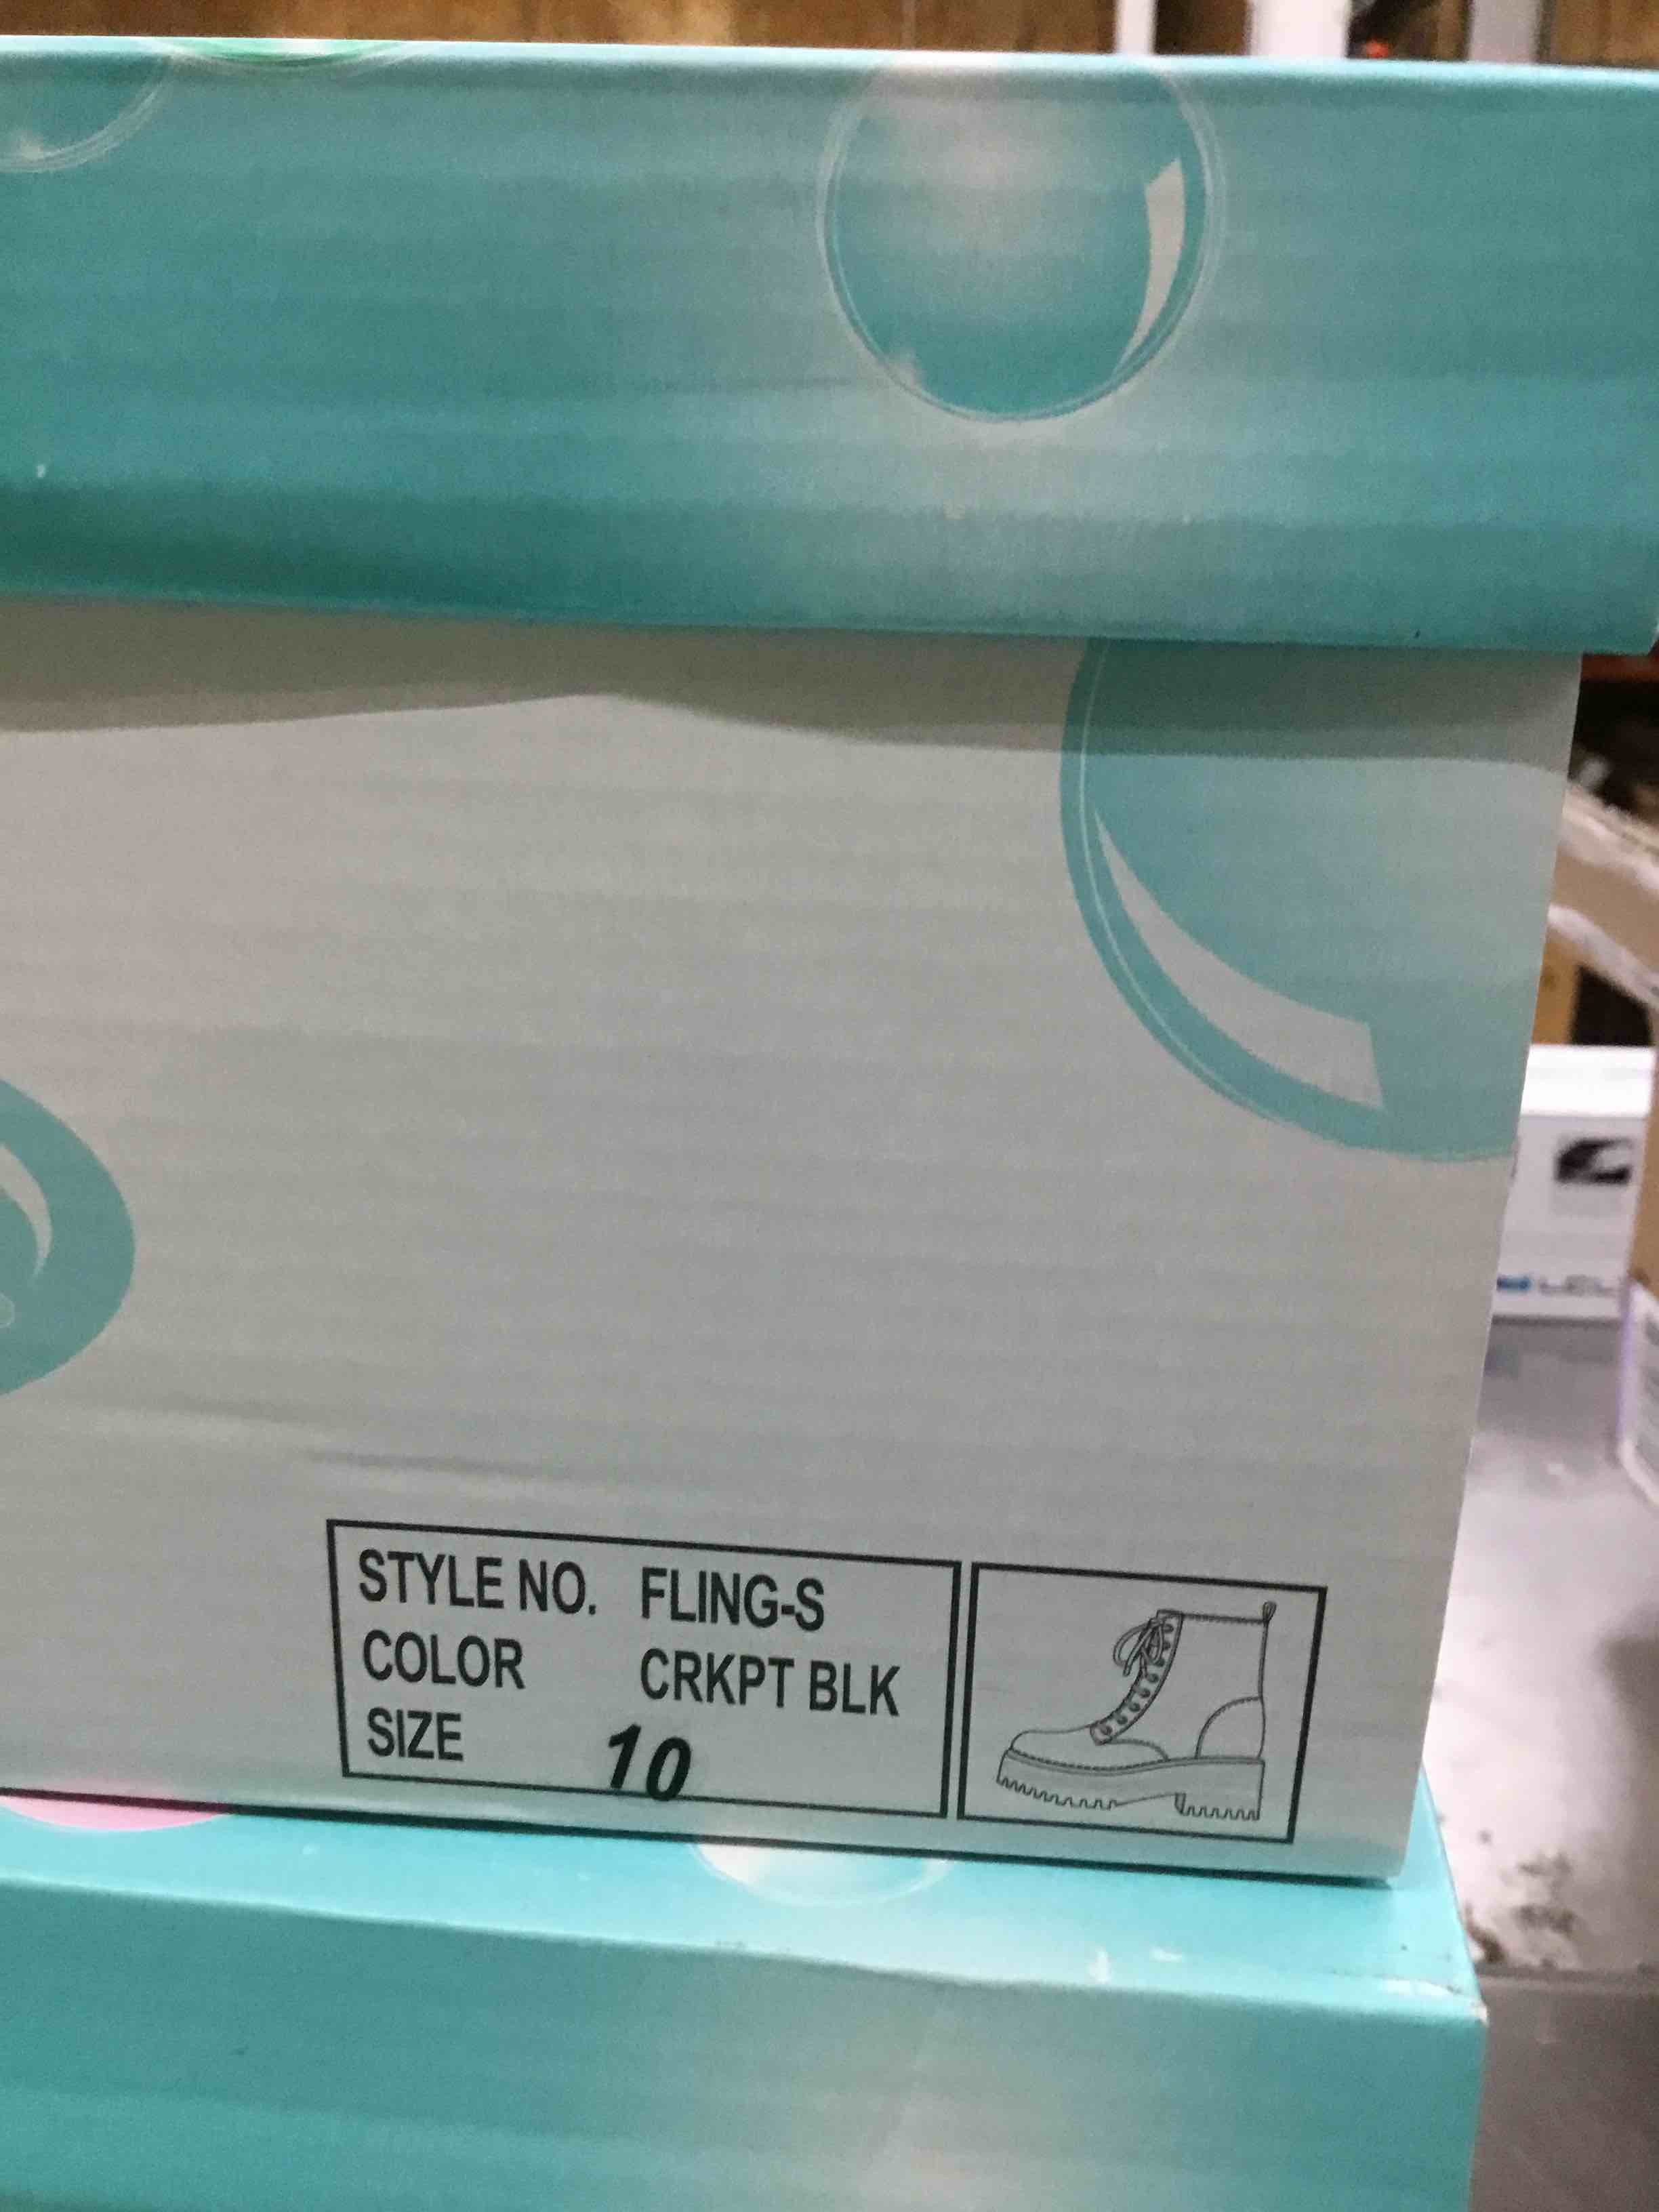 STYLE NO. FLING-S
COLOR CRKPT BLK
SIZE 10